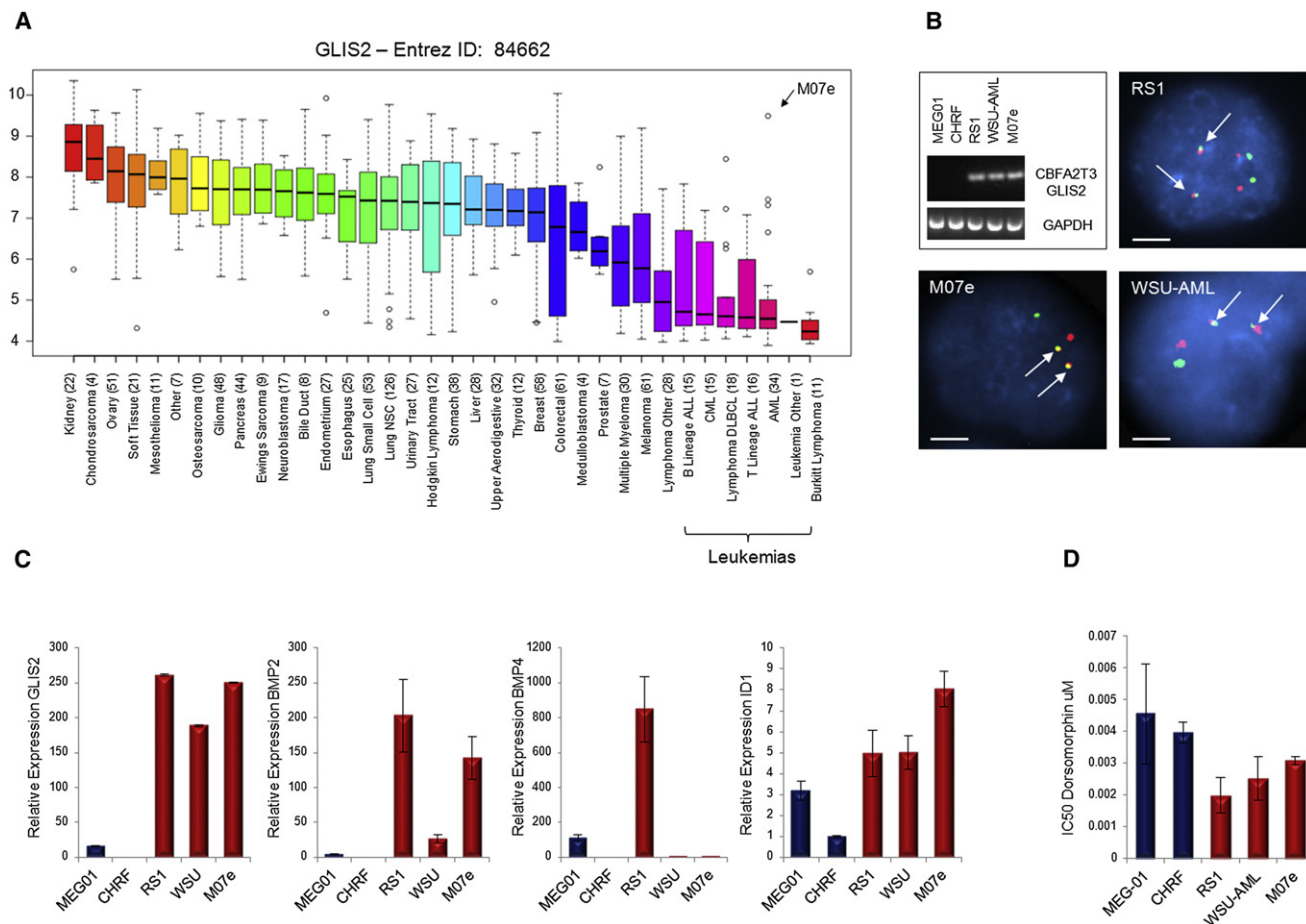 A
GLIS2 – Entrez ID: 84662
M07e
10
9
8
7
6
5
4
Kidney (22)
Chondrosarcoma (4)
Ovary (51)
Soft Tissue (21)
Mesothelioma (11)
Other (7)
Osteosarcoma (10)
Glioma (48)
Pancreas (44)
Ewings Sarcoma (9)
Neuroblastoma (17)
Bile Duct (8)
Endometrium (27)
Esophagus (25)
Lung Small Cell (53)
Lung NSC (126)
Urinary Tract (27)
Hodgkin Lymphoma (12)
Stomach (38)
Liver (28)
Upper Aerodigestive (32)
Thyroid (12)
Breast (58)
Colorectal (61)
Medulloblastoma (4)
Prostate (7)
Multiple Myeloma (30)
Melanoma (61)
Lymphoma Other (28)
B Lineage ALL (15)
CML (15)
Lymphoma DLBCL (18)
T Lineage ALL (16)
AML (34)
Leukemia Other (1)
Burkitt Lymphoma (11)
Leukemias
B
MEG01
CHRF
RS1
WSU-AML
M07e
CBFA2T3
GLIS2
GAPDH
RS1
M07e
WSU-AML
C
Relative Expression GLIS2
300
250
200
150
100
50
0
MEG01
CHRF
RS1
WSU
M07e
Relative Expression BMP2
300
250
200
150
100
50
0
MEG01
CHRF
RS1
WSU
M07e
Relative Expression BMP4
1200
1000
800
600
400
200
0
MEG01
CHRF
RS1
WSU
M07e
Relative Expression ID1
10
9
8
7
6
5
4
3
2
1
0
MEG01
CHRF
RS1
WSU
M07e
D
IC50 Dorsomorphin uM
0.007
0.006
0.005
0.004
0.003
0.002
0.001
0
MEG01
CHRF
RS1
WSU-AML
M07e